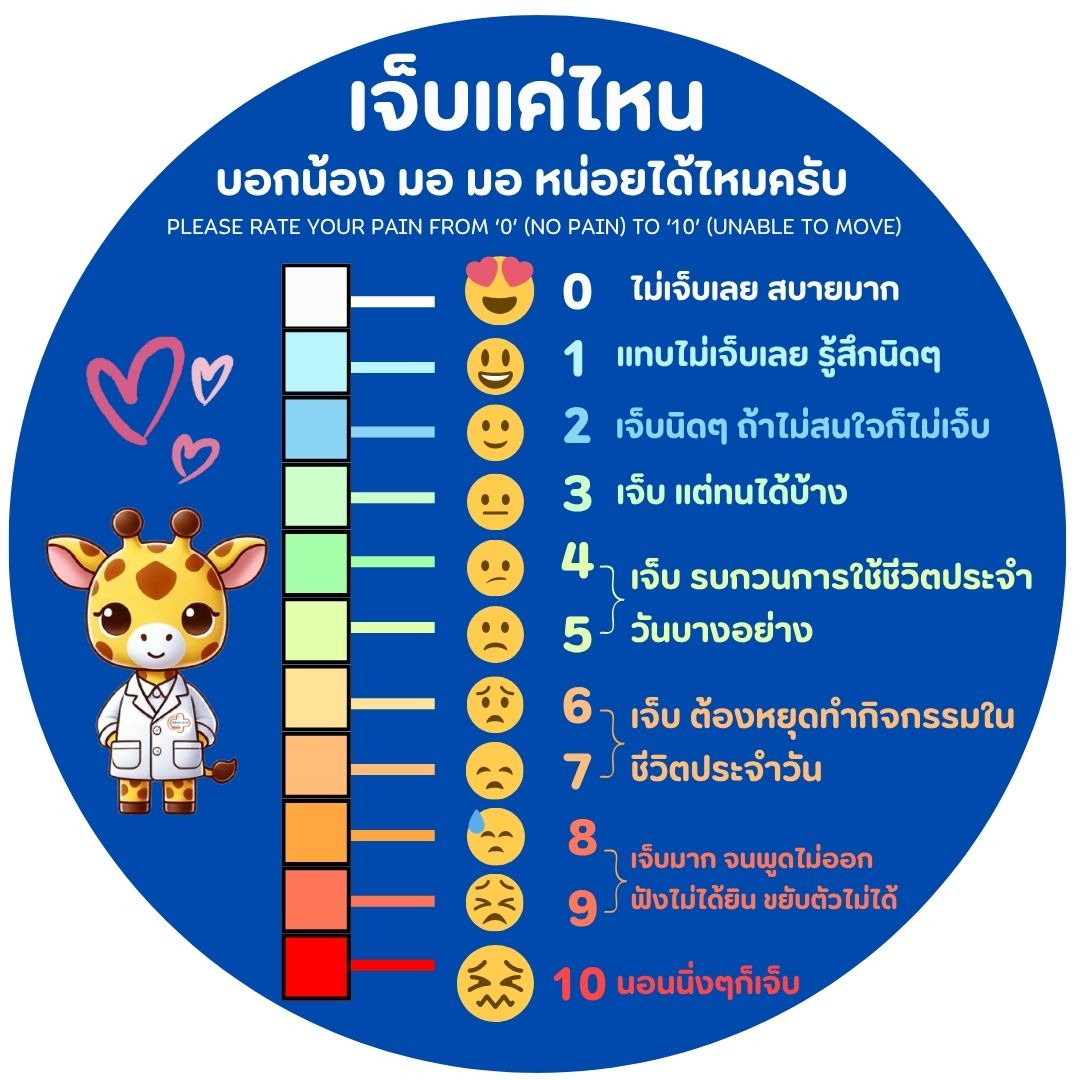 เจ็บแค่ไหน
บอกน้อง มอ มอ หน่อยได้ไหมครับ
PLEASE RATE YOUR PAIN FROM ‘0’ (NO PAIN) TO ‘10’ (UNABLE TO MOVE)
0 ไม่เจ็บเลย สบายมาก
1 แทบไม่เจ็บเลย รู้สึกนิดๆ
2 เจ็บนิดๆ ถ้าไม่สนใจก็ไม่เจ็บ
3 เจ็บ แต่ทนได้บ้าง
4 เจ็บ รบกวนการใช้ชีวิตประจำ
5 วันบางอย่าง
6 เจ็บ ต้องหยุดทำกิจกรรมใน
7 ชีวิตประจำวัน
8 เจ็บมาก จนพูดไม่ออก
9 ฟังไม่ได้ยิน ขยับตัวไม่ได้
10 นอนนิ่งๆก็เจ็บ